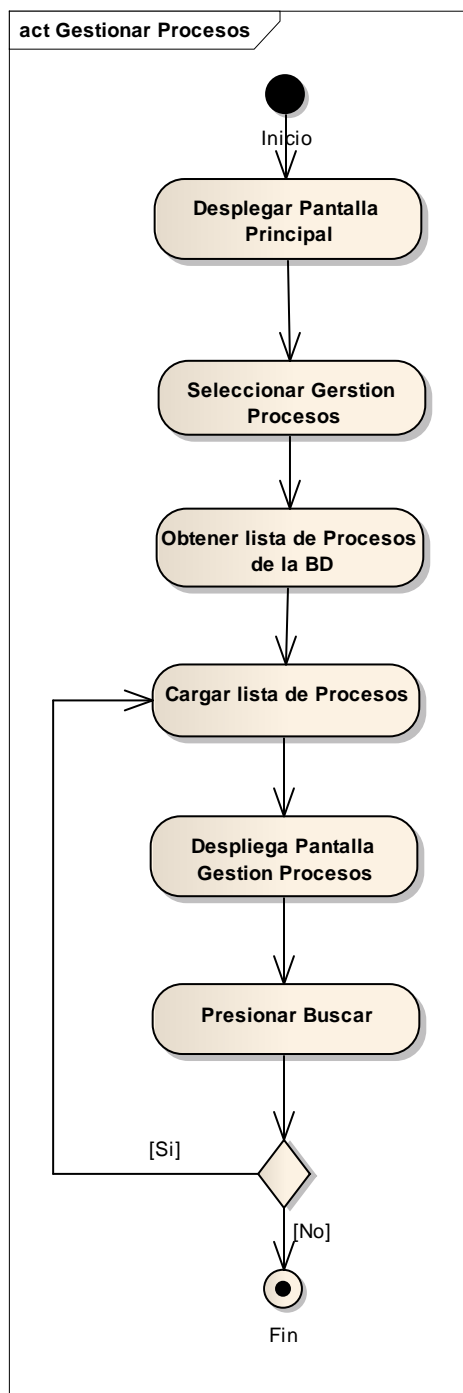 act Gestionar Procesos
Inicio
Desplegar Pantalla
Principal
Seleccionar Gerstion
Procesos
Obtener lista de Procesos
de la BD
Cargar lista de Procesos
Despliega Pantalla
Gestion Procesos
Presionar Buscar
[Si]
[No]
Fin